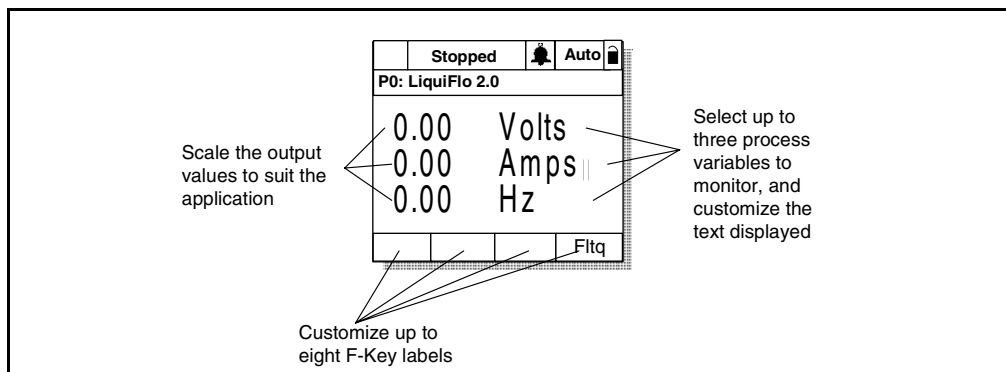 Stopped Auto
P0: LiquiFlo 2.0
0.00 Volts
0.00 Amps
0.00 Hz
Fltq
Scale the output
values to suit the
application
Select up to
three process
variables to
monitor, and
customize the
text displayed
Customize up to
eight F-Key labels